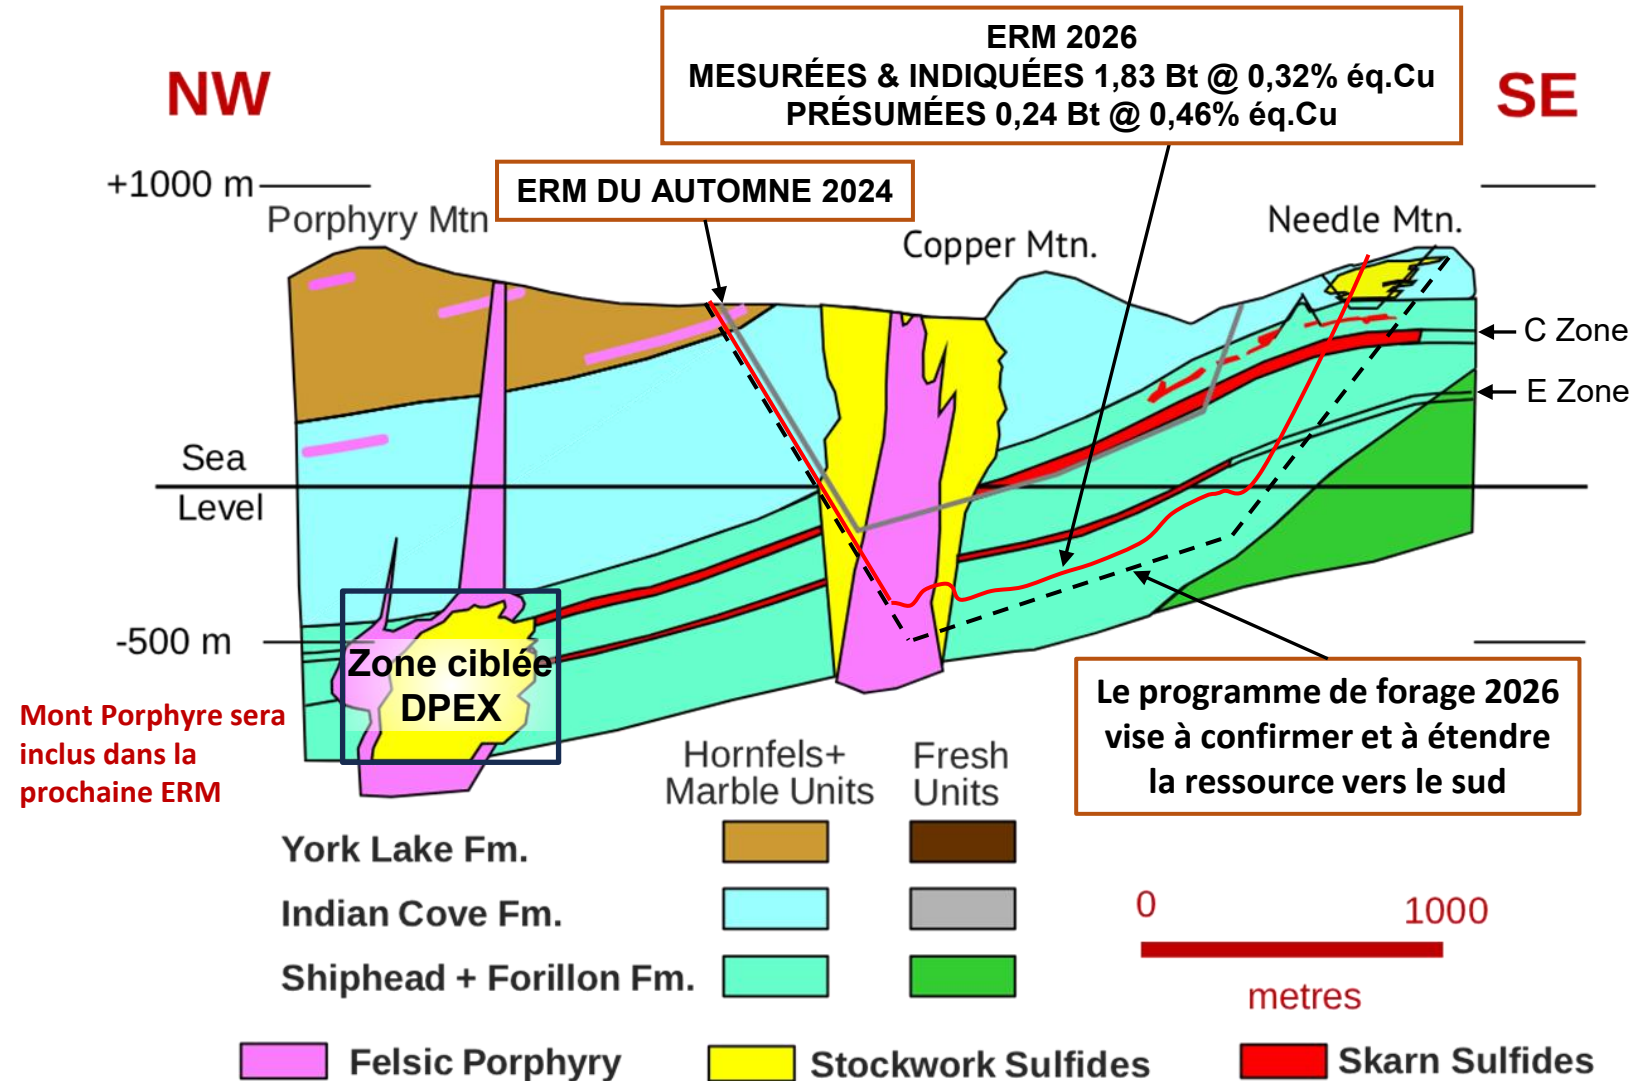 ERM 2026
MESURÉES & INDIQUÉES 1,83 Bt @ 0,32% éq.Cu
PRÉSUMÉES 0,24 Bt @ 0,46% éq.Cu
NW
SE
+1000 m
ERM DU AUTOMNE 2024
Porphyry Mtn
Copper Mtn.
Needle Mtn.
C Zone
E Zone
Sea
Level
-500 m
Zone ciblée
DPEX
Mont Porphyre sera
inclus dans la
prochaine ERM
Le programme de forage 2026
vise à confirmer et à étendre
la ressource vers le sud
Hornfels+
Marble Units
Fresh
Units
York Lake Fm.
Indian Cove Fm.
Shiphead + Forillon Fm.
0
1000
metres
Felsic Porphyry
Stockwork Sulfides
Skarn Sulfides